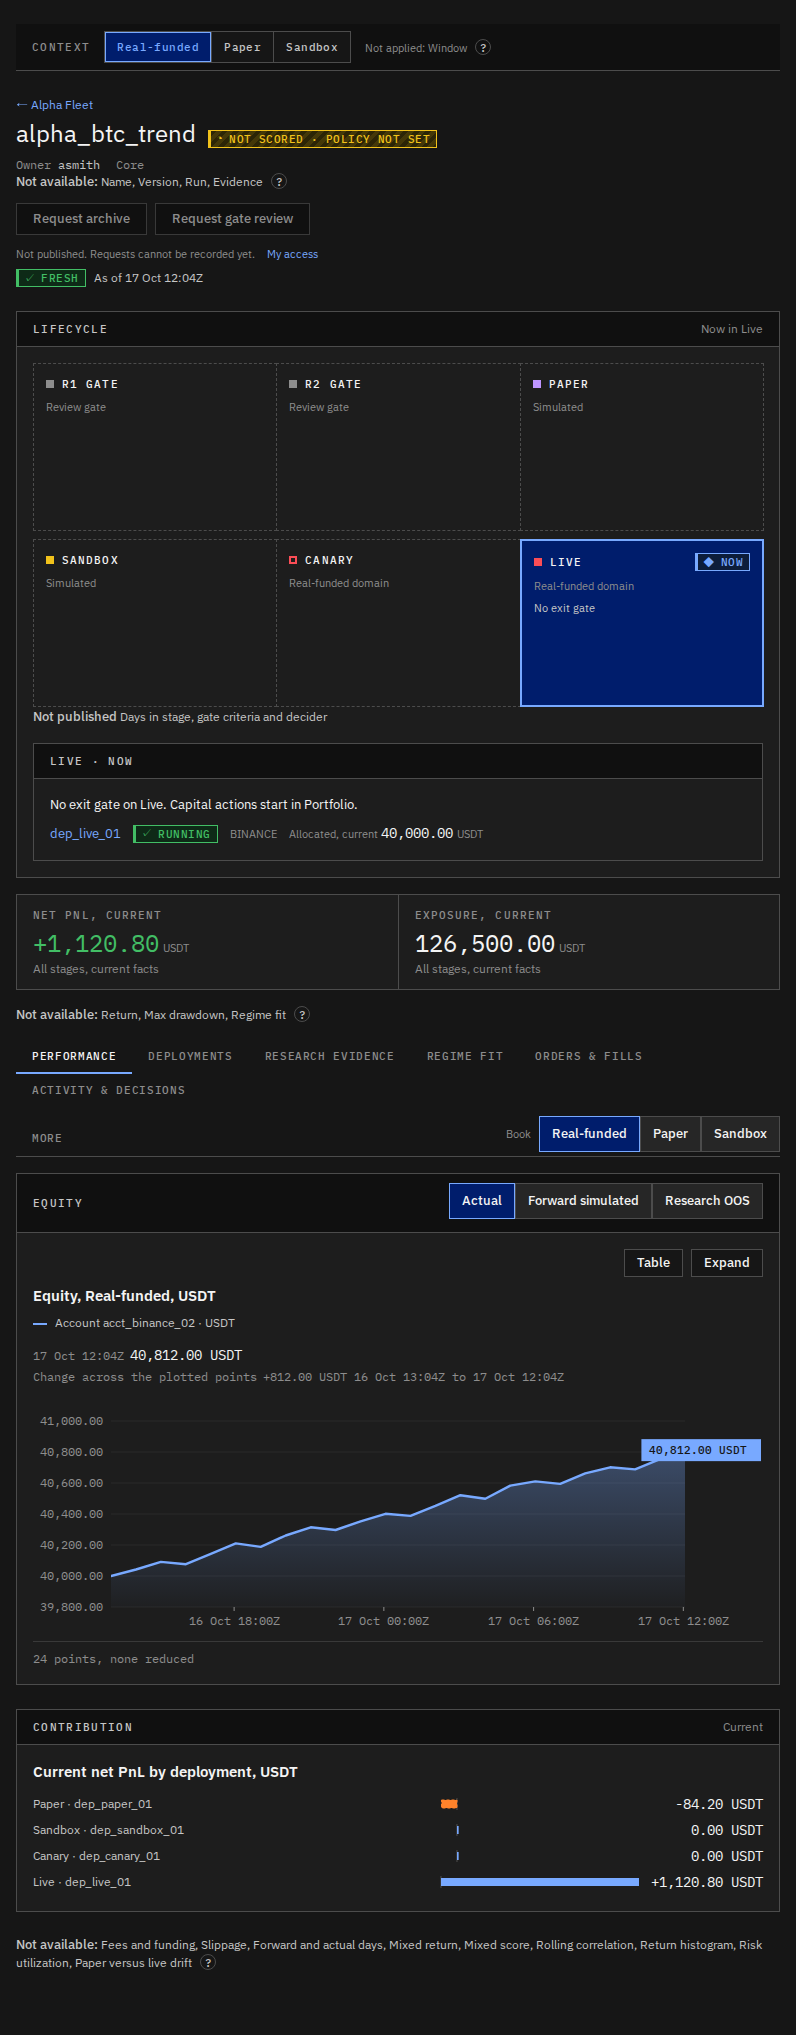 CONTEXT Real-funded Paper Sandbox Not applied: Window ?
← Alpha Fleet
alpha_btc_trend NOT SCORED · POLICY NOT SET
Owner asmith Core
Not available: Name, Version, Run, Evidence ?
Request archive Request gate review
Not published. Requests cannot be recorded yet. My access
✓ FRESH As of 17 Oct 12:04Z
LIFECYCLE Now in Live
R1 GATE R2 GATE PAPER
Review gate Review gate Simulated
SANDBOX CANARY LIVE ◆ NOW
Simulated Real-funded domain Real-funded domain
No exit gate
Not published Days in stage, gate criteria and decider
LIVE · NOW
No exit gate on Live. Capital actions start in Portfolio.
dep_live_01 ✓ RUNNING BINANCE Allocated, current 40,000.00 USDT
NET PNL, CURRENT EXPOSURE, CURRENT
+1,120.80 USDT 126,500.00 USDT
All stages, current facts All stages, current facts
Not available: Return, Max drawdown, Regime fit ?
PERFORMANCE DEPLOYMENTS RESEARCH EVIDENCE REGIME FIT ORDERS & FILLS
ACTIVITY & DECISIONS
MORE Book Real-funded Paper Sandbox
EQUITY Actual Forward simulated Research OOS
Table Expand
Equity, Real-funded, USDT
Account acct_binance_02 · USDT
17 Oct 12:04Z 40,812.00 USDT
Change across the plotted points +812.00 USDT 16 Oct 13:04Z to 17 Oct 12:04Z
41,000.00
40,800.00 40,812.00 USDT
40,600.00
40,400.00
40,200.00
40,000.00
39,800.00
16 Oct 18:00Z 17 Oct 00:00Z 17 Oct 06:00Z 17 Oct 12:00Z
24 points, none reduced
CONTRIBUTION Current
Current net PnL by deployment, USDT
Paper · dep_paper_01 -84.20 USDT
Sandbox · dep_sandbox_01 0.00 USDT
Canary · dep_canary_01 0.00 USDT
Live · dep_live_01 +1,120.80 USDT
Not available: Fees and funding, Slippage, Forward and actual days, Mixed return, Mixed score, Rolling correlation, Return histogram, Risk
utilization, Paper versus live drift ?